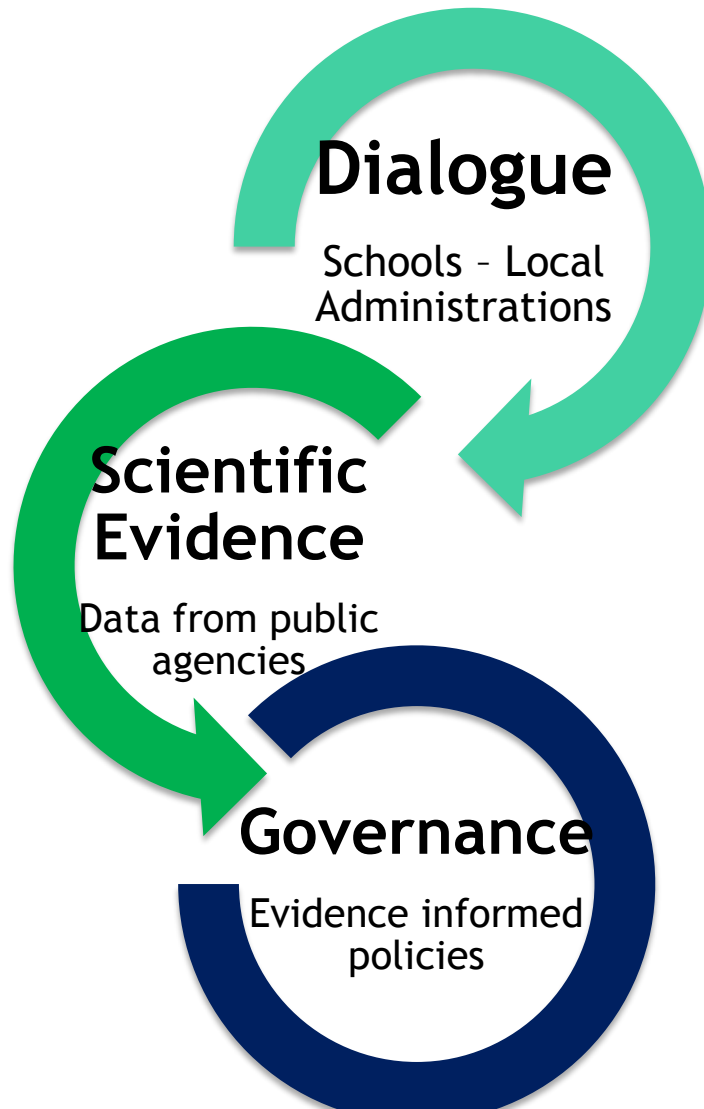 Dialogue
Schools – Local
Administrations
Scientific
Evidence
Data from public
agencies
Governance
Evidence informed
policies